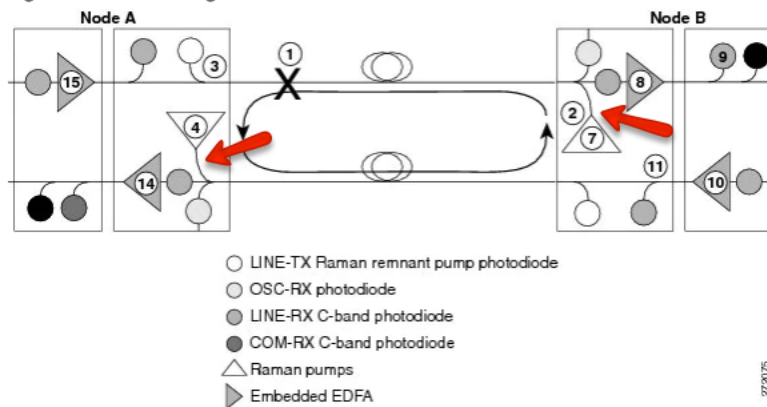 Node A
Node B
1
15
3
9
8
4
2
7
11
14
10
X
LINE-TX Raman remnant pump photodiode
OSC-RX photodiode
LINE-RX C-band photodiode
COM-RX C-band photodiode
Raman pumps
Embedded EDFA
272075